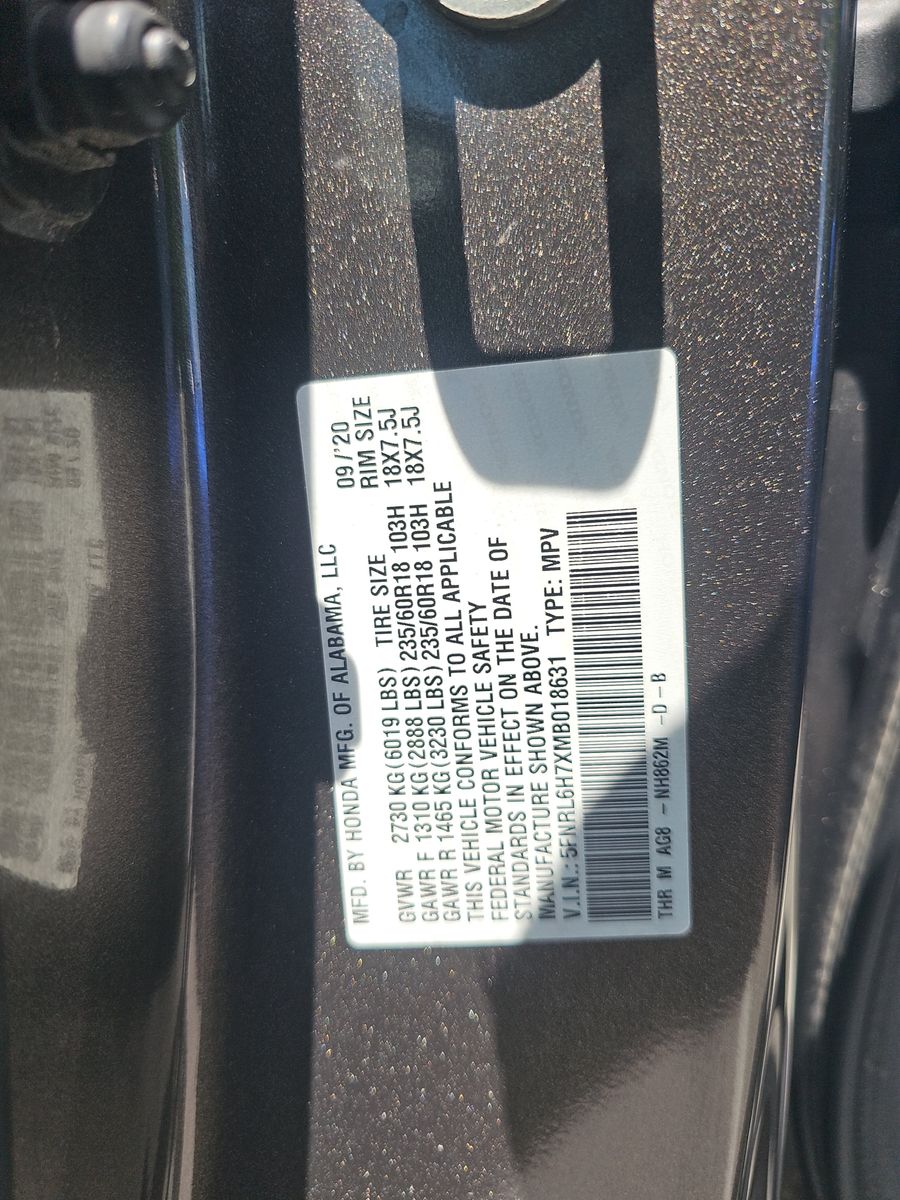 MFD. BY HONDA MFG. OF ALABAMA, LLC 09/'20
GVWR 2730 KG(6019 LBS) TIRE SIZE RIM SIZE
GAWR F 1310 KG(2888 LBS) 235/60R18 103H 18X7.5J
GAWR R 1465 KG(3230 LBS) 235/60R18 103H 18X7.5J
THIS VEHICLE CONFORMS TO ALL APPLICABLE
FEDERAL MOTOR VEHICLE SAFETY
STANDARDS IN EFFECT ON THE DATE OF
MANUFACTURE SHOWN ABOVE.
V.I.N.: 5FNRL6H7XMB018631 TYPE: MPV
THR M AG8 - NH862M -D-B